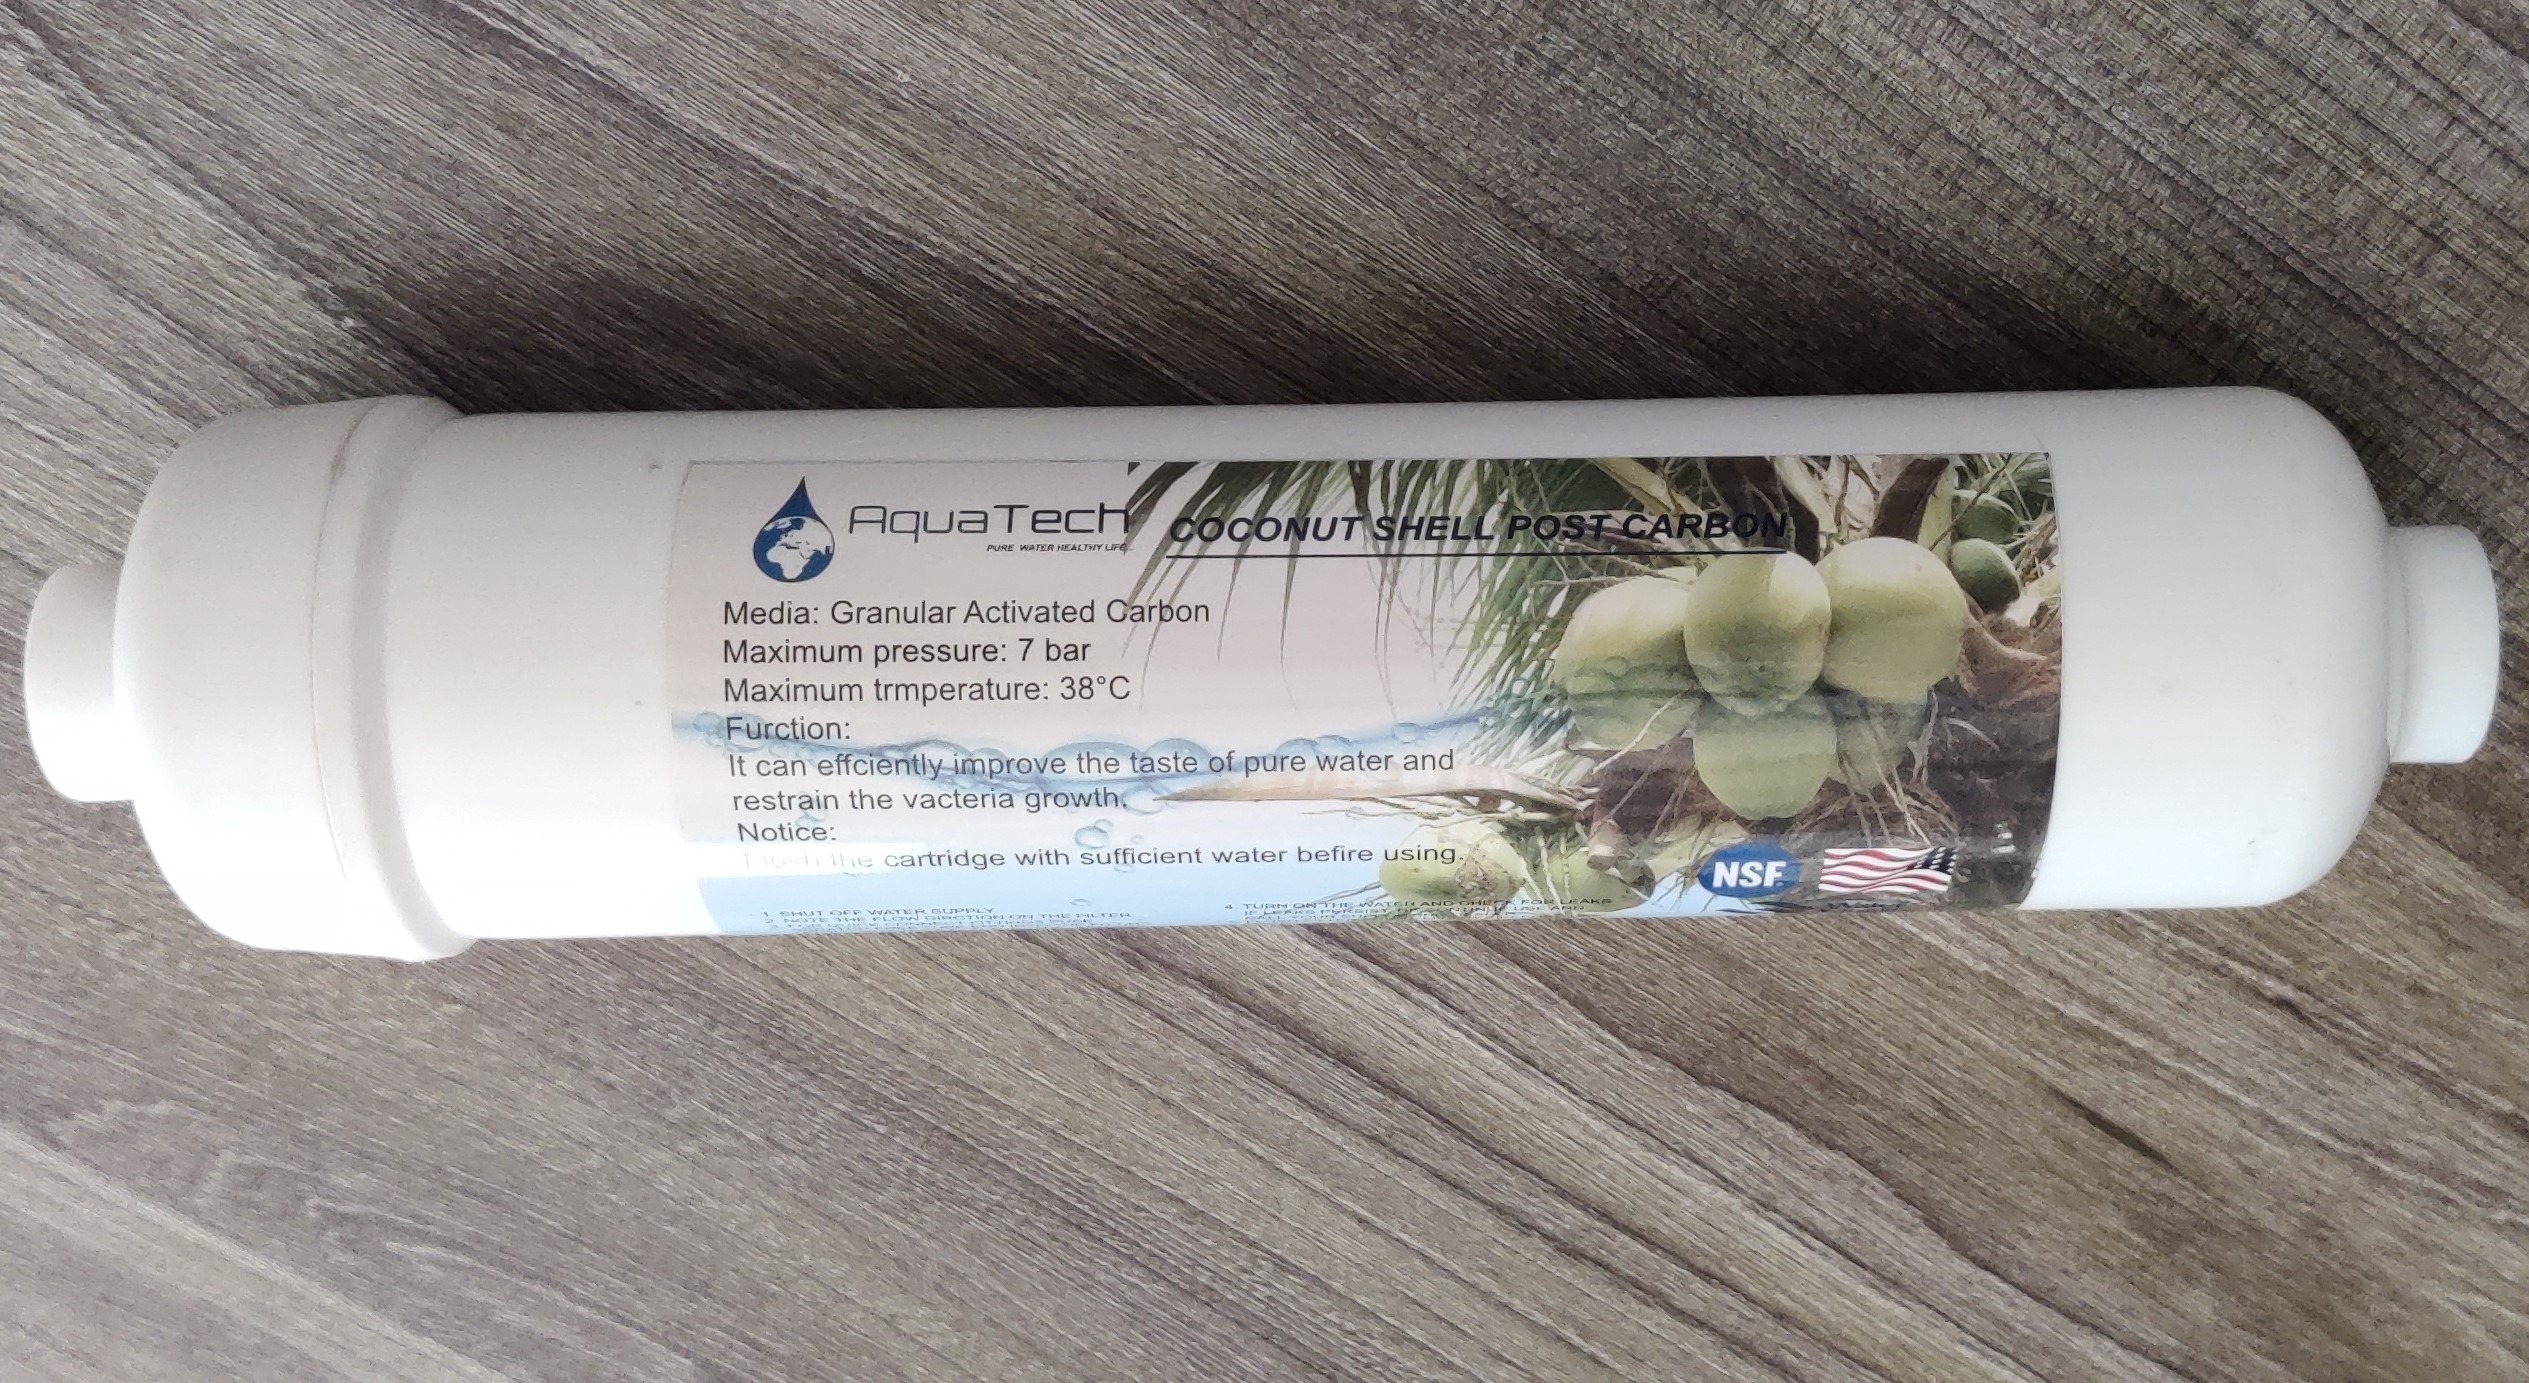 AquaTech
PURE WATER HEALTHY LIFE
COCONUT SHELL POST CARBON
Media: Granular Activated Carbon
Maximum pressure: 7 bar
Maximum trmperature: 38°C
Furction:
It can effciently improve the taste of pure water and
restrain the vacteria growth.
Notice:
Flush the cartridge with sufficient water befire using.
NSF.
1. SHUT OFF WATER SUPPLY.
2. NOTE THE FLOW DIRCTION ON THE FILTER
4. TURN ON THE WATER AND CHECK FOR LEAKS